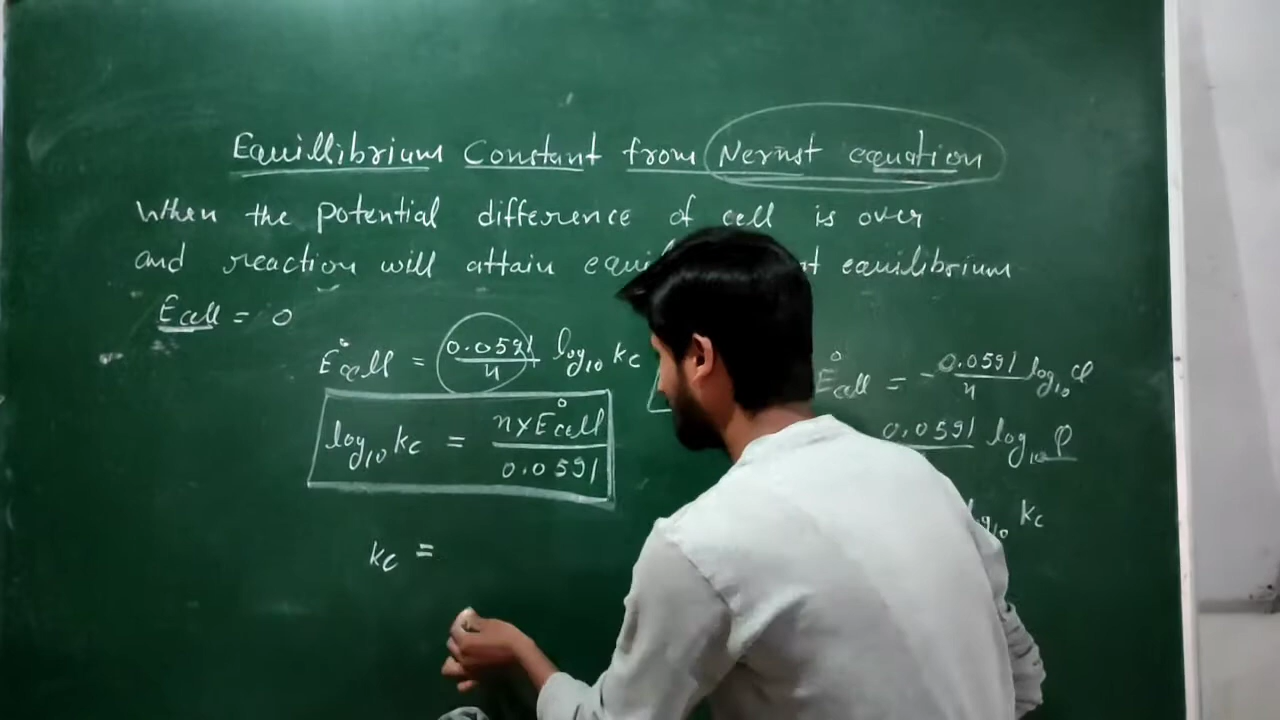 Equillibrium Constant from Nernst equation
When the potential difference of cell is over
and reaction will attain equilibrium
Ecell = 0
E°cell = 0.0591/n log10 Kc
log10 Kc = n×E°cell / 0.0591
Kc =
E°cell = - 0.0591/n log10
0.0591 log10
Kc